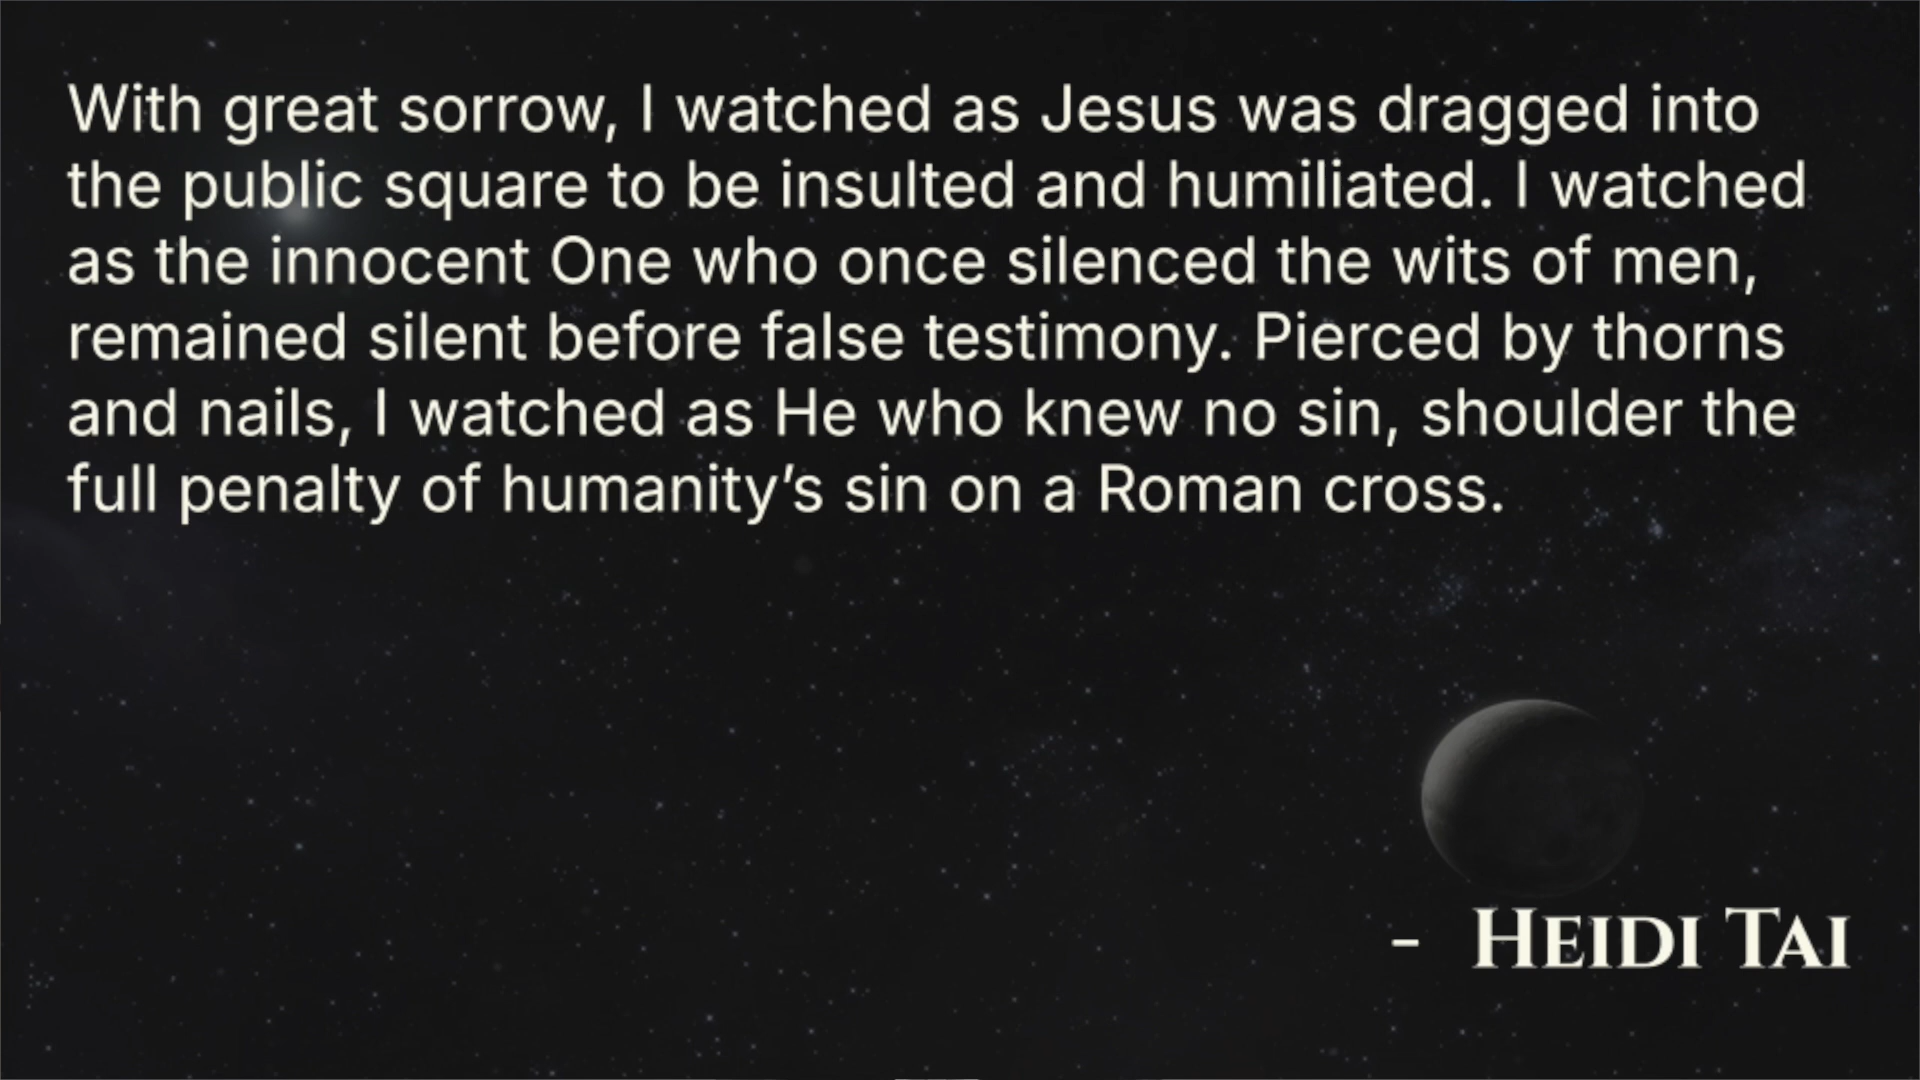 With great sorrow, I watched as Jesus was dragged into
the public square to be insulted and humiliated. I watched
as the innocent One who once silenced the wits of men,
remained silent before false testimony. Pierced by thorns
and nails, I watched as He who knew no sin, shoulder the
full penalty of humanity’s sin on a Roman cross.
- Heidi Tai